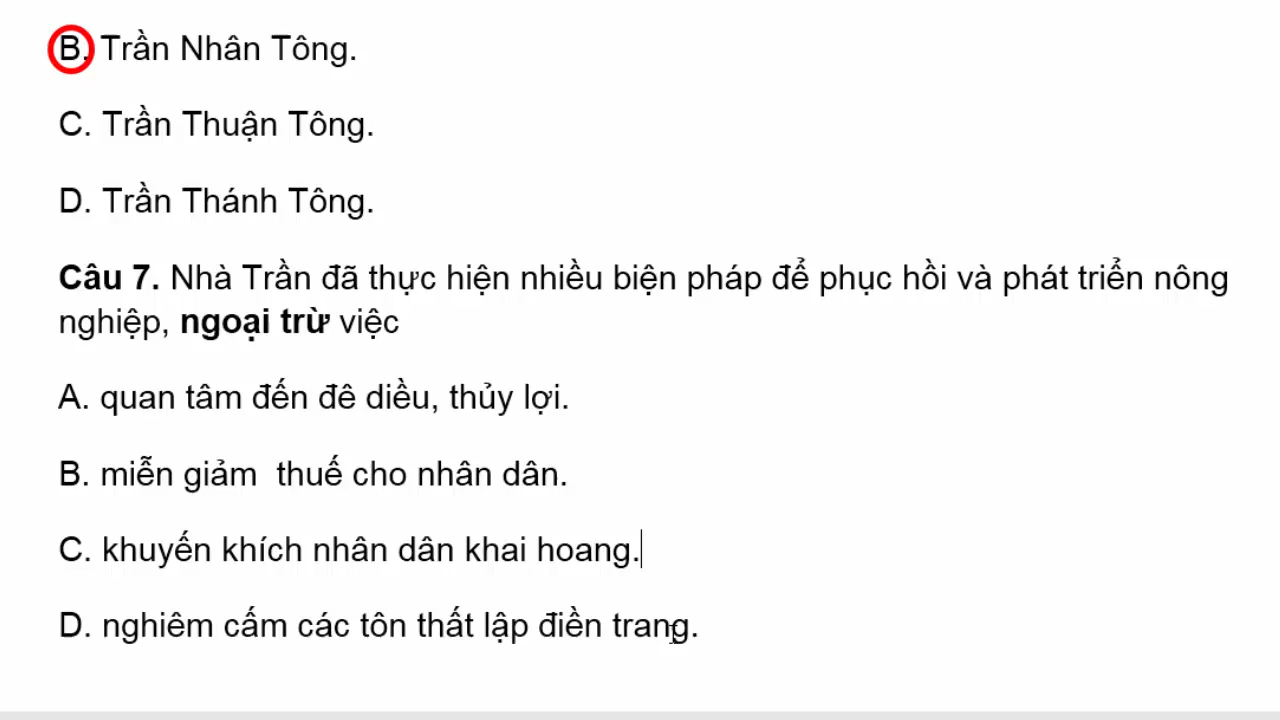 B. Trần Nhân Tông.
C. Trần Thuận Tông.
D. Trần Thánh Tông.
Câu 7. Nhà Trần đã thực hiện nhiều biện pháp để phục hồi và phát triển nông
nghiệp, ngoại trừ việc
A. quan tâm đến đê diều, thủy lợi.
B. miễn giảm  thuế cho nhân dân.
C. khuyến khích nhân dân khai hoang.
D. nghiêm cấm các tôn thất lập điền trang.